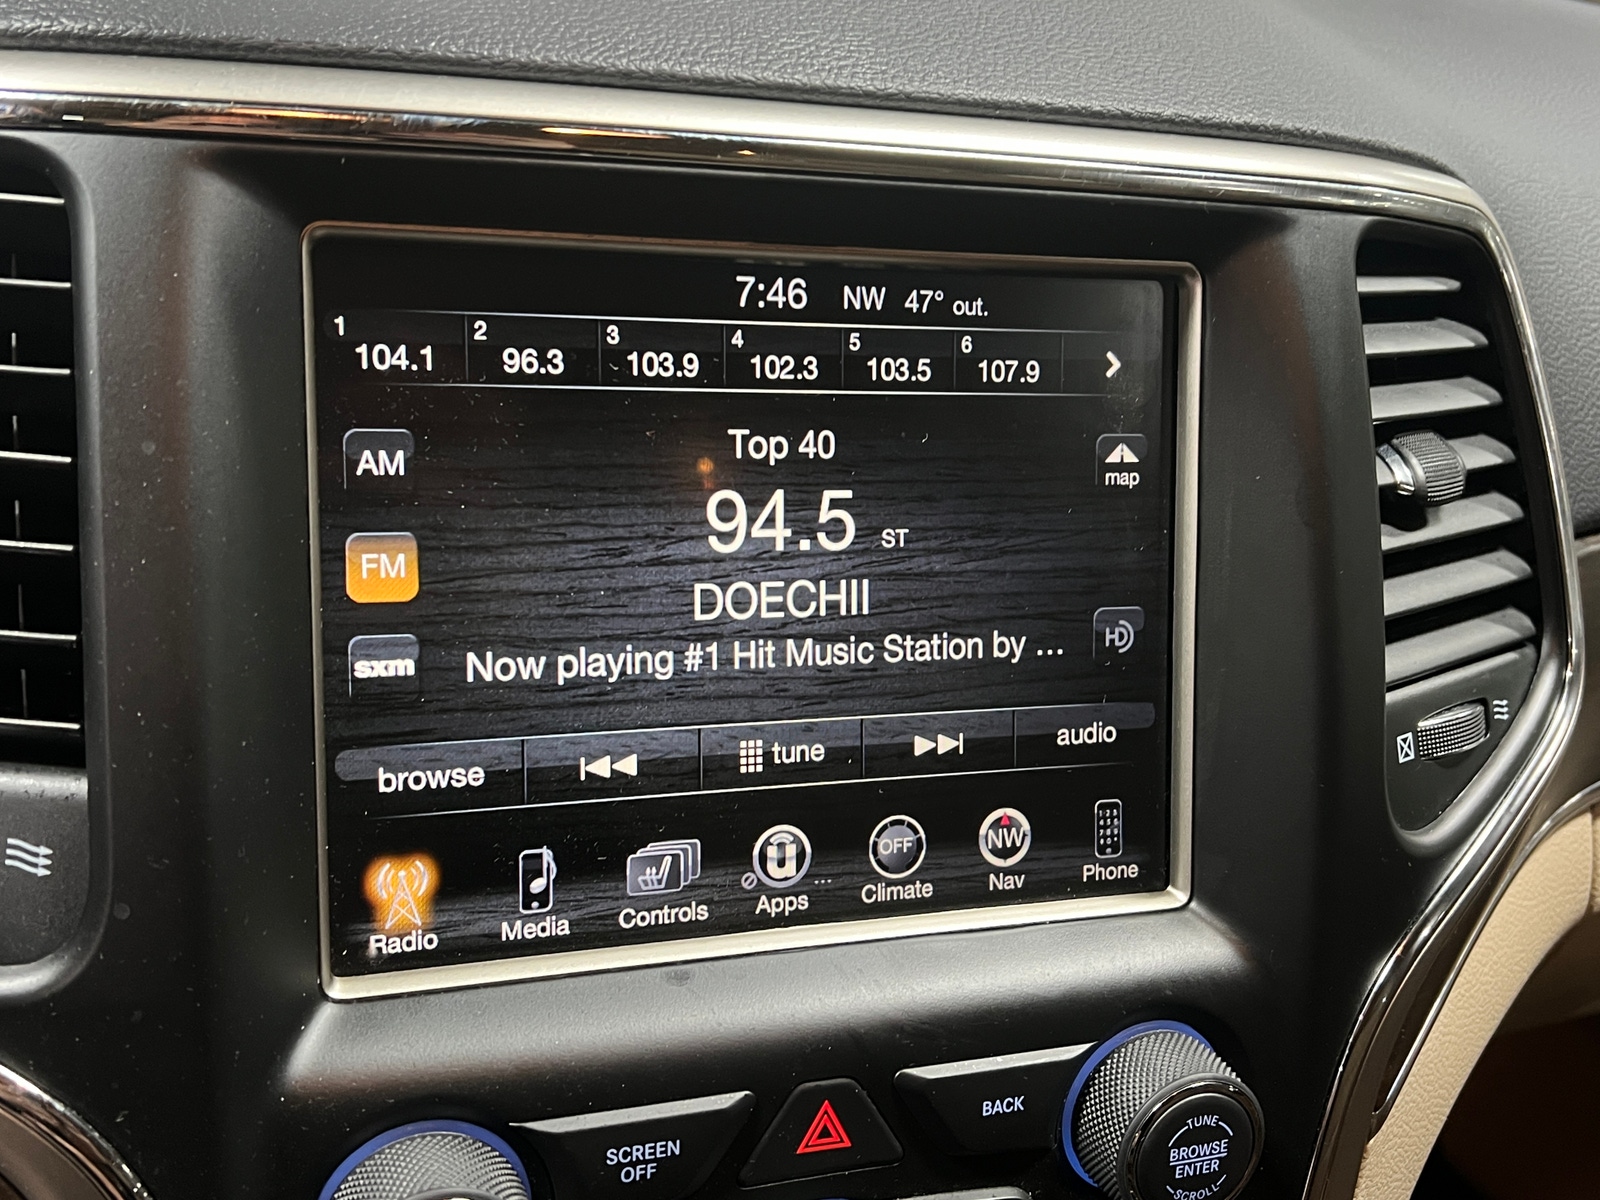 7:46 NW 47° out.
1 104.1 2 96.3 3 103.9 4 102.3 5 103.5 6 107.9
AM
Top 40
map
94.5 ST
FM
DOECHII
HD
sxm
Now playing #1 Hit Music Station by ...
browse tune audio
OFF NW
Radio Media Controls Apps ... Climate Nav Phone
SCREEN
OFF
BACK
TUNE
BROWSE
ENTER
SCROLL